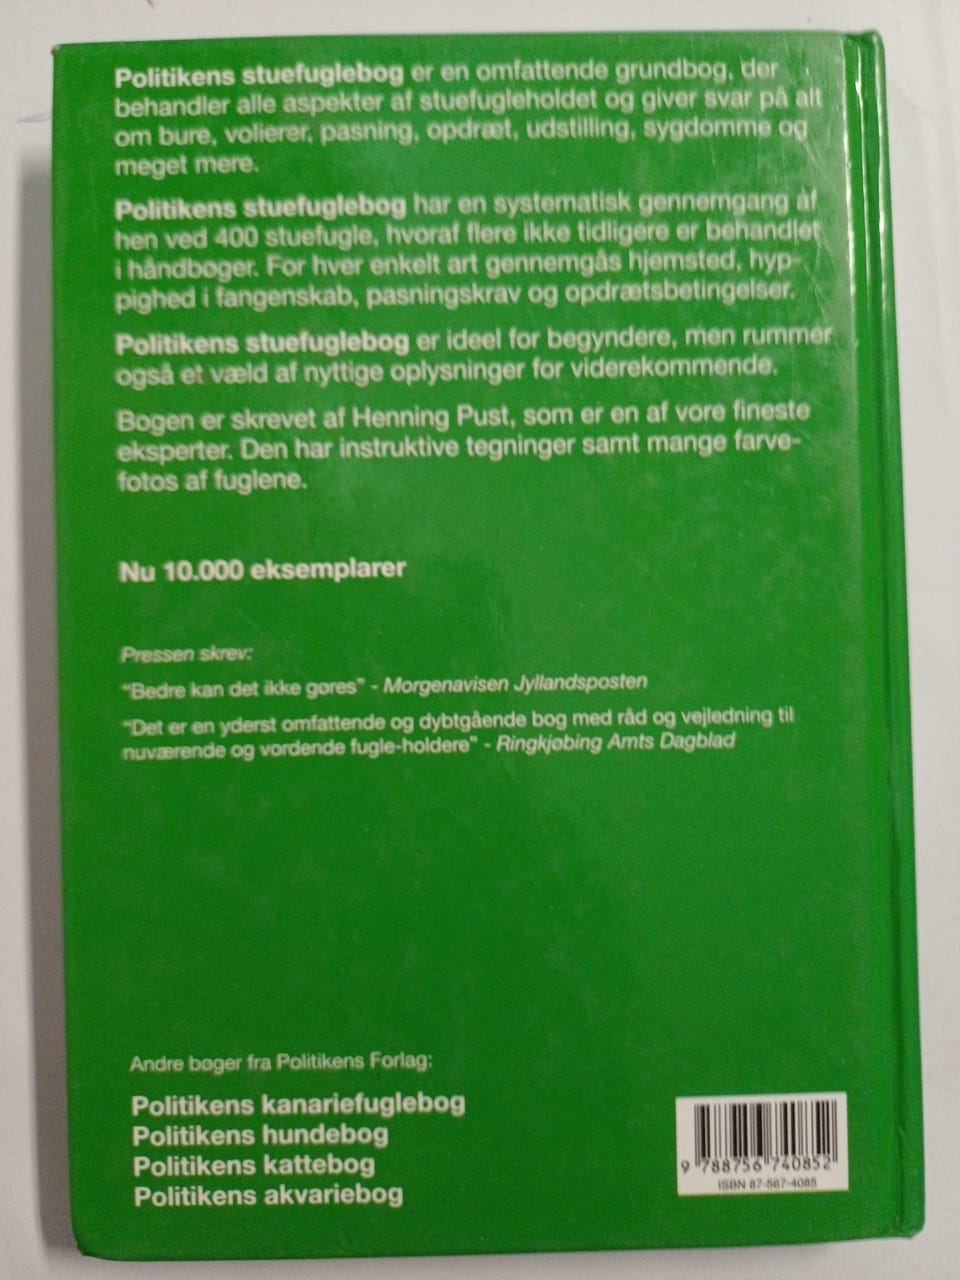 Politikens stuefuglebog er en omfattende grundbog, der
behandler alle aspekter af stuefugleholdet og giver svar på alt
om bure, volierer, pasning, opdræt, udstilling, sygdomme og
meget mere.
Politikens stuefuglebog har en systematisk gennemgang af
hen ved 400 stuefugle, hvoraf flere ikke tidligere er behandlet
i håndbøger. For hver enkelt art gennemgås hjemsted, hyp-
pighed i fangenskab, pasningskrav og opdrætsbetingelser.
Politikens stuefuglebog er ideel for begyndere, men rummer
også et væld af nyttige oplysninger for viderekommende.
Bogen er skrevet af Henning Pust, som er en af vore fineste
eksperter. Den har instruktive tegninger samt mange farve-
fotos af fuglene.
Nu 10.000 eksemplarer
Pressen skrev:
"Bedre kan det ikke gøres" - Morgenavisen Jyllandsposten
"Det er en yderst omfattende og dybtgående bog med råd og vejledning til
nuværende og vordende fugle-holdere" - Ringkjøbing Amts Dagblad
Andre bøger fra Politikens Forlag:
Politikens kanariefuglebog
Politikens hundebog
Politikens kattebog
Politikens akvariebog
9 788756 740852
ISBN 87-567-4085